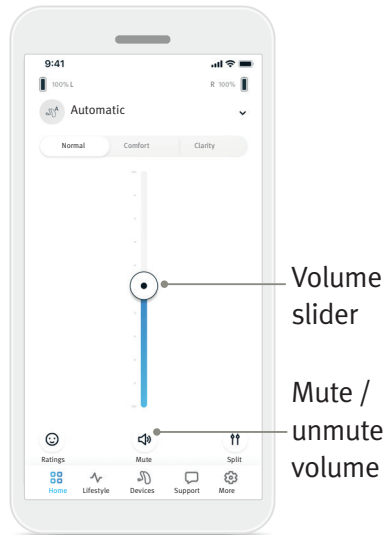 9:41
100% L
R 100%
A
Automatic
Normal Comfort Clarity
Volume
slider
Mute /
unmute
volume
Ratings Mute Split
Home Lifestyle Devices Support More